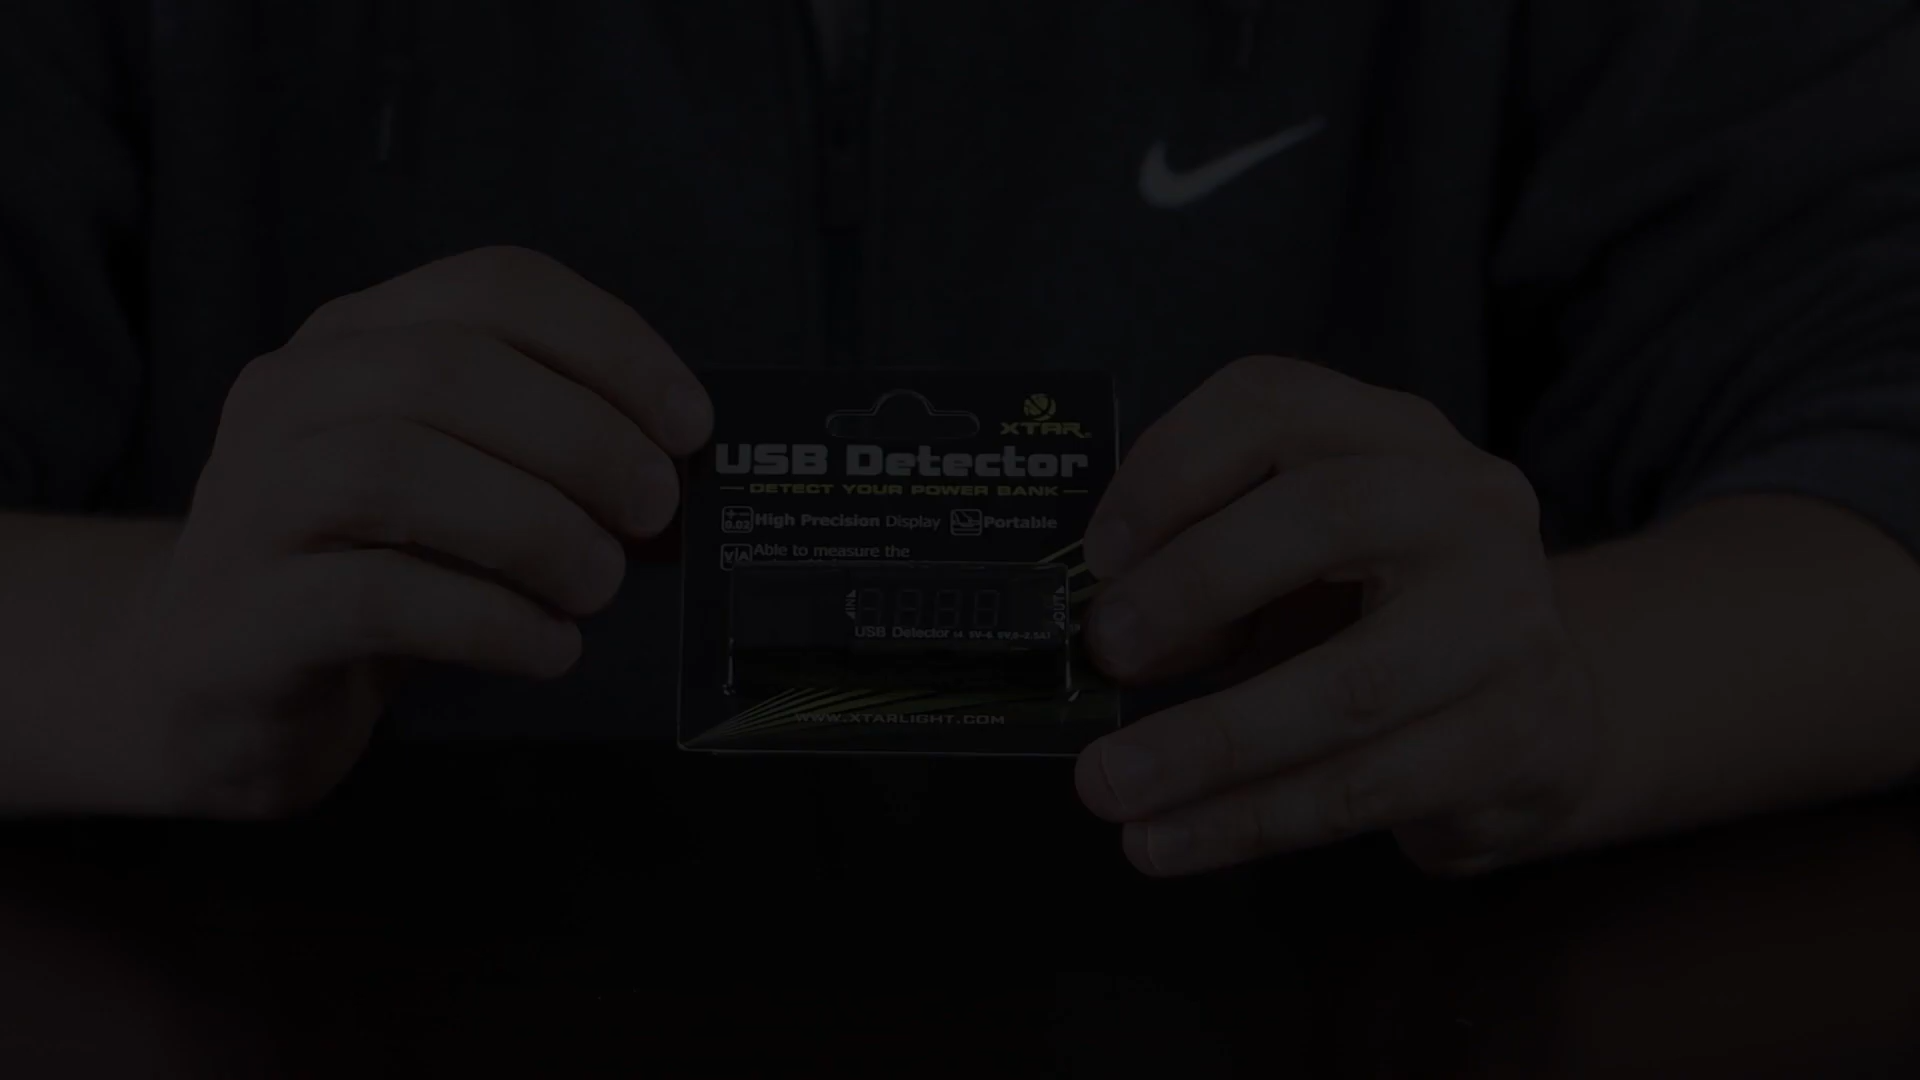 XTAR
USB Detector
DETECT YOUR POWER BANK
High Precision Display Portable
V A Able to measure the
IN OUT
USB Detector
WWW.XTARLIGHT.COM